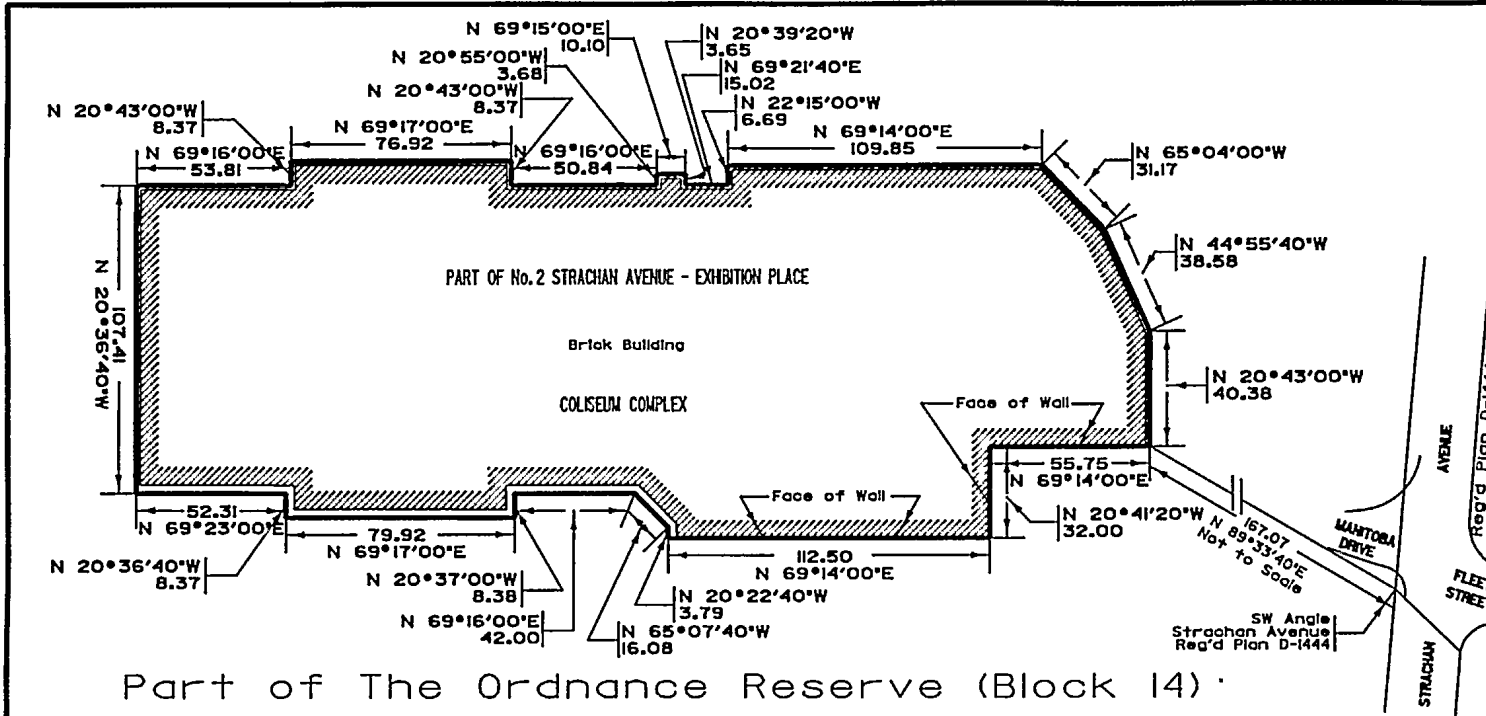 N 69°15'00"E
10.10
N 20°39'20"W
3.65
N 20°55'00"W
3.68
N 69°21'40"E
15.02
N 20°43'00"W
8.37
N 20°43'00"W
8.37
N 22°15'00"W
6.69
N 69°17'00"E
76.92
N 69°14'00"E
109.85
N 69°16'00"E
53.81
N 69°16'00"E
50.84
N 65°04'00"W
31.17
N 44°55'40"W
38.58
PART OF No.2 STRACHAN AVENUE - EXHIBITION PLACE
107.41
N 20°36'40"W
Brick Building
COLISEUM COMPLEX
N 20°43'00"W
40.38
Face of Wall
55.75
N 69°14'00"E
AVENUE
52.31
N 69°23'00"E
Face of Wall
N 20°41'20"W
32.00
167.07
N 89°33'40"E
Not to Scale
MANITOBA
DRIVE
79.92
N 69°17'00"E
112.50
N 69°14'00"E
N 20°36'40"W
8.37
N 20°37'00"W
8.38
N 20°22'40"W
3.79
N 69°16'00"E
42.00
N 65°07'40"W
16.08
SW Angle
Strachan Avenue
Reg'd Plan D-1444
FLEE
STREE
STRACHAN
Reg'd Plan D-144
Part of The Ordnance Reserve (Block 14)